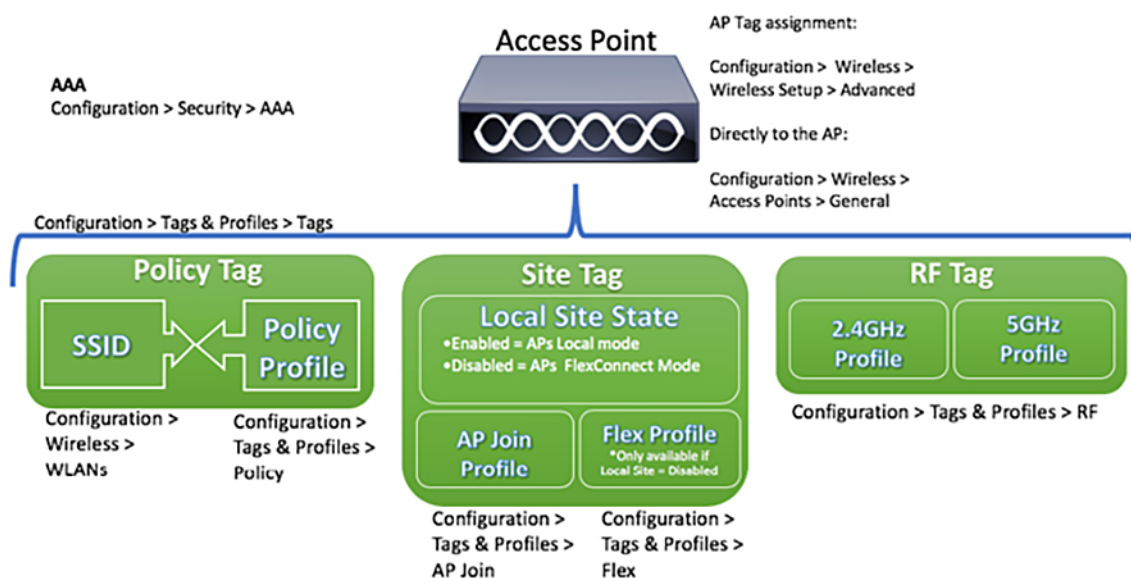 Access Point
AP Tag assignment:
Configuration > Wireless >
Wireless Setup > Advanced
Directly to the AP:
Configuration > Wireless >
Access Points > General
AAA
Configuration > Security > AAA
Configuration > Tags & Profiles > Tags
Policy Tag
SSID
Policy
Profile
Configuration >
Wireless >
WLANs
Configuration >
Tags & Profiles >
Policy
Site Tag
Local Site State
•Enabled = APs Local mode
•Disabled = APs FlexConnect Mode
AP Join
Profile
Flex Profile
*Only available if
Local Site = Disabled
Configuration >
Tags & Profiles >
AP Join
Configuration >
Tags & Profiles >
Flex
RF Tag
2.4GHz
Profile
5GHz
Profile
Configuration > Tags & Profiles > RF